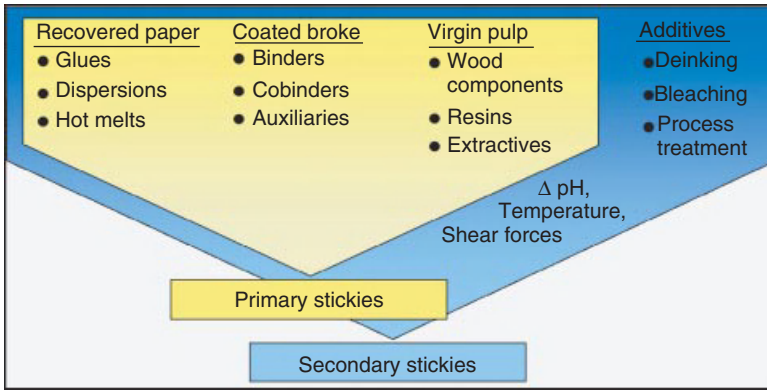 Recovered paper
● Glues
● Dispersions
● Hot melts
Coated broke
● Binders
● Cobinders
● Auxiliaries
Virgin pulp
● Wood
components
● Resins
● Extractives
Additives
●Deinking
●Bleaching
●Process
treatment
Δ pH,
Temperature,
Shear forces
Primary stickies
Secondary stickies